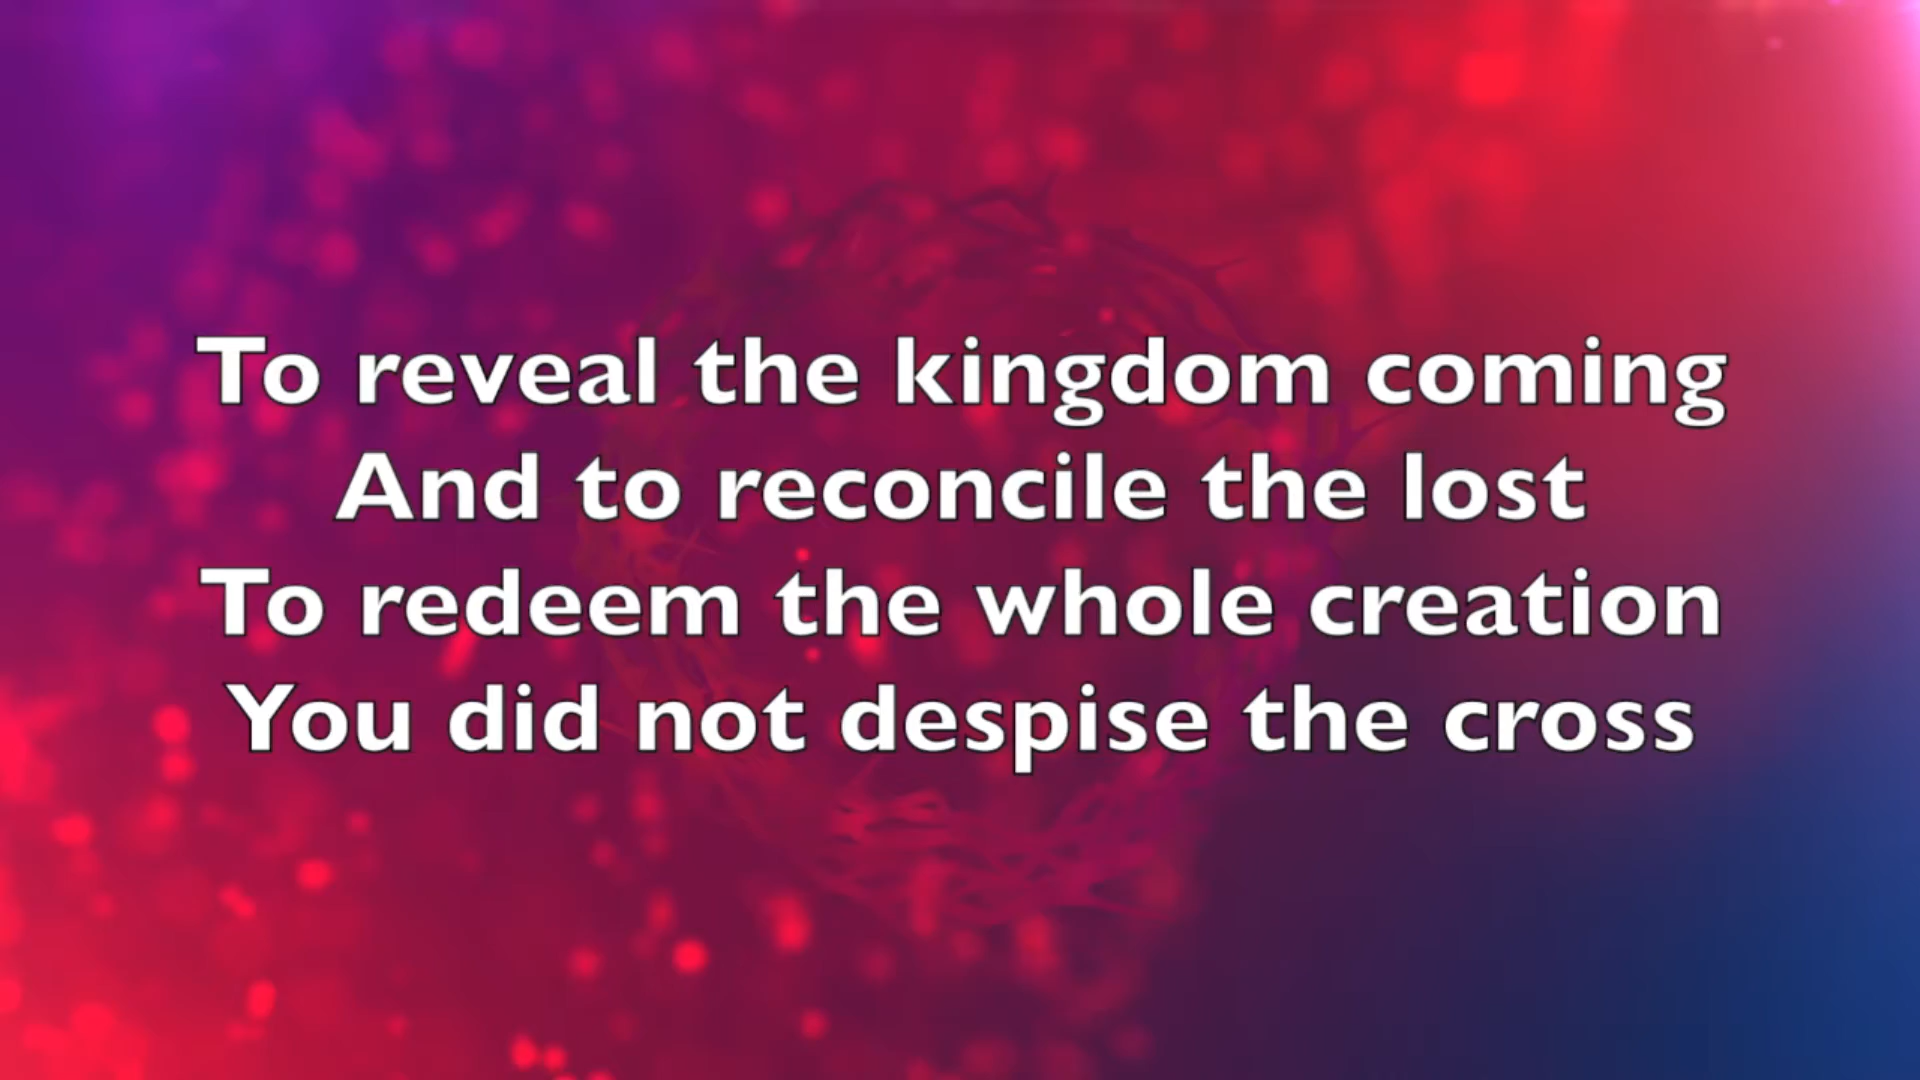 To reveal the kingdom coming
And to reconcile the lost
To redeem the whole creation
You did not despise the cross